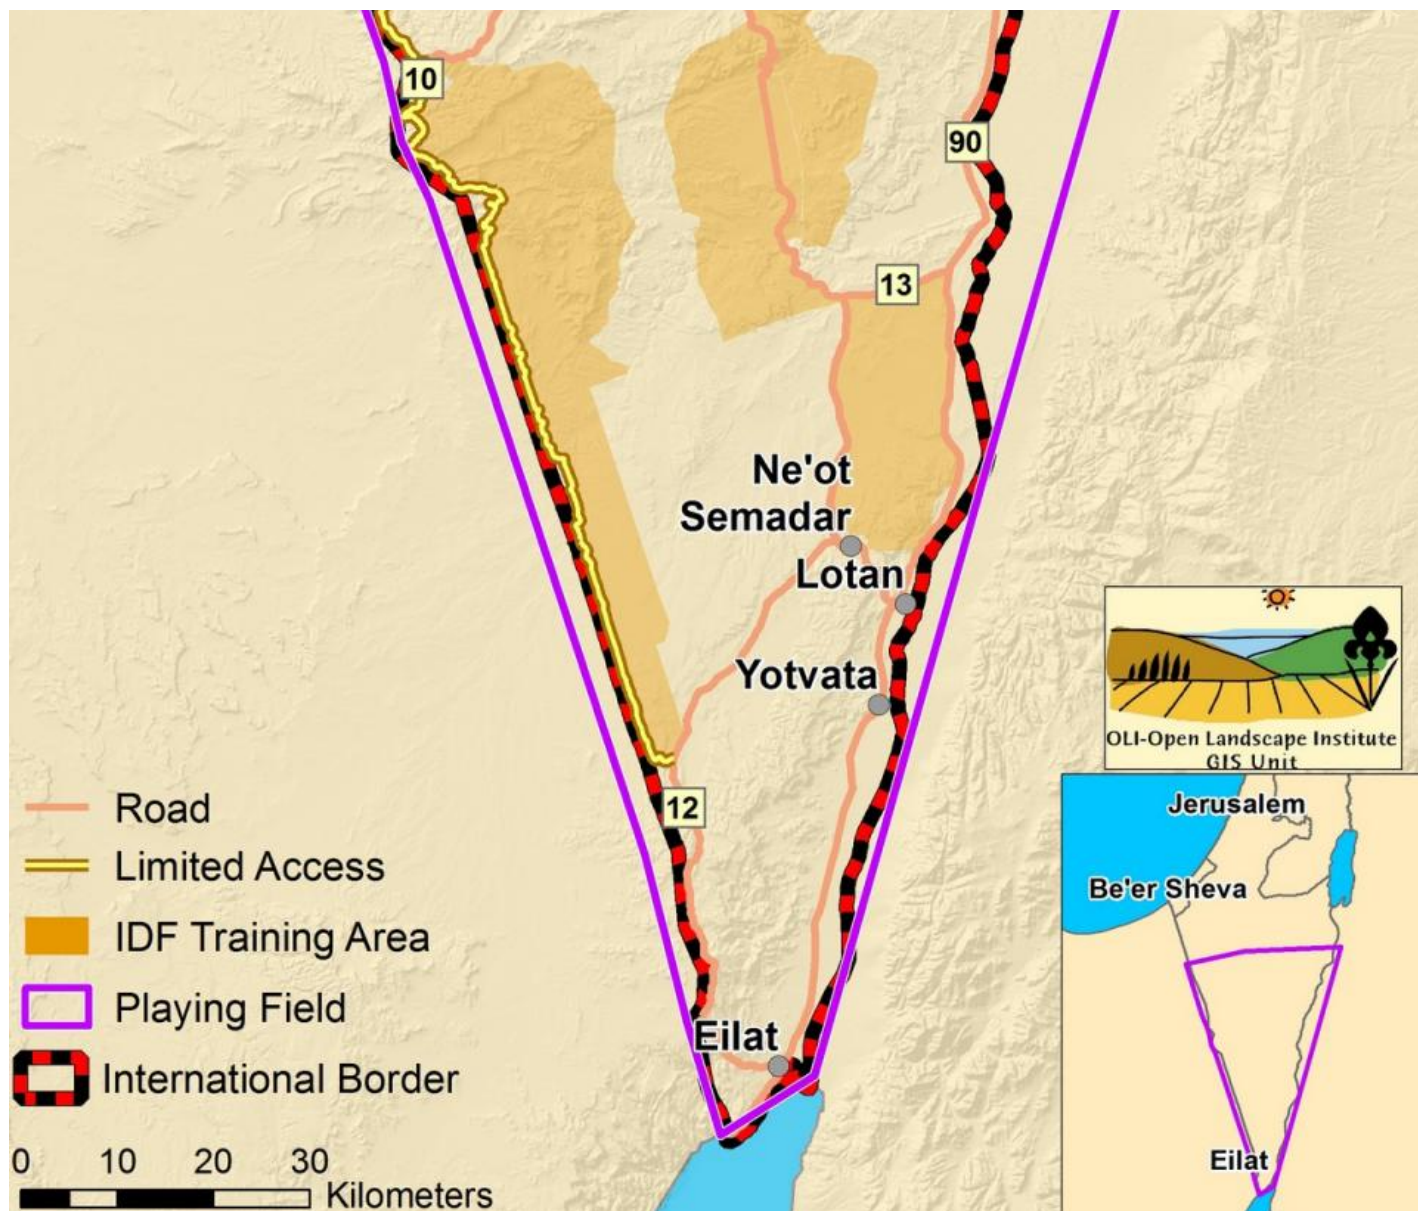 10
90
13
Ne'ot
Semadar
Lotan
Yotvata
12
Eilat
Road
Limited Access
IDF Training Area
Playing Field
International Border
0 10 20 30
Kilometers
OLI-Open Landscape Institute
GIS Unit
Jerusalem
Be'er Sheva
Eilat